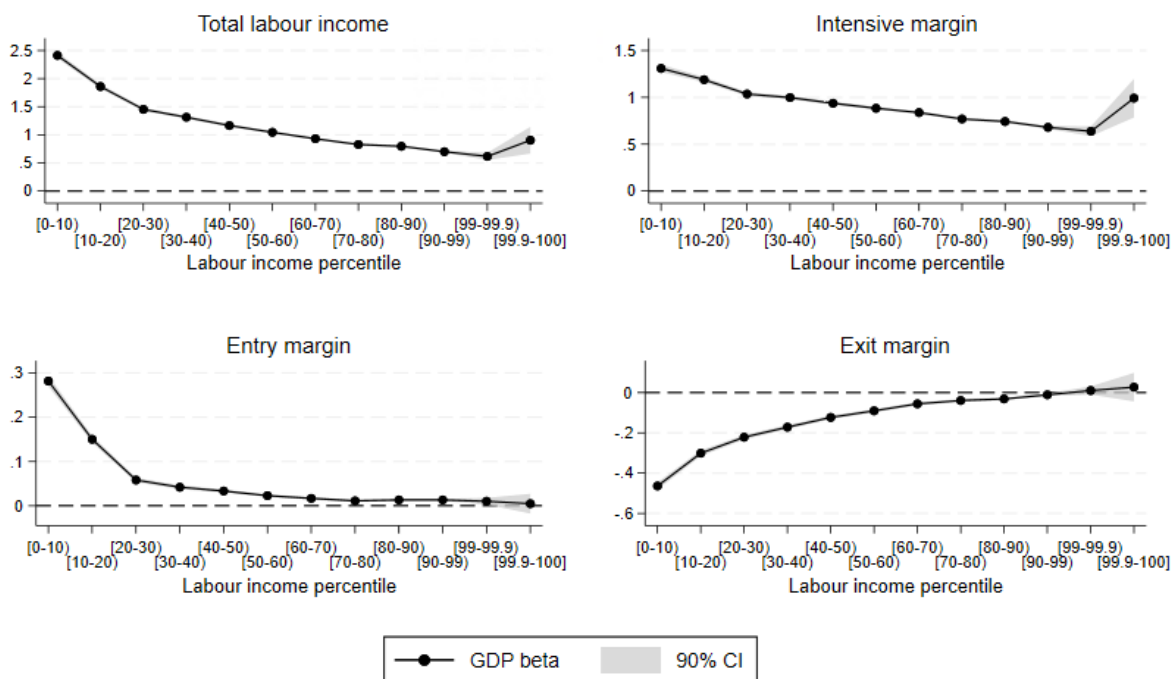 Total labour income
2.5
2
1.5
1
.5
0
[0-10) [20-30) [40-50) [60-70) [80-90) [99-99.9)
[10-20) [30-40) [50-60) [70-80) [90-99) [99.9-100]
Labour income percentile
Intensive margin
1.5
1
.5
0
[0-10) [20-30) [40-50) [60-70) [80-90) [99-99.9)
[10-20) [30-40) [50-60) [70-80) [90-99) [99.9-100]
Labour income percentile
Entry margin
.3
.2
.1
0
[0-10) [20-30) [40-50) [60-70) [80-90) [99-99.9)
[10-20) [30-40) [50-60) [70-80) [90-99) [99.9-100]
Labour income percentile
Exit margin
0
-.2
-.4
-.6
[0-10) [20-30) [40-50) [60-70) [80-90) [99-99.9)
[10-20) [30-40) [50-60) [70-80) [90-99) [99.9-100]
Labour income percentile
GDP beta 90% CI